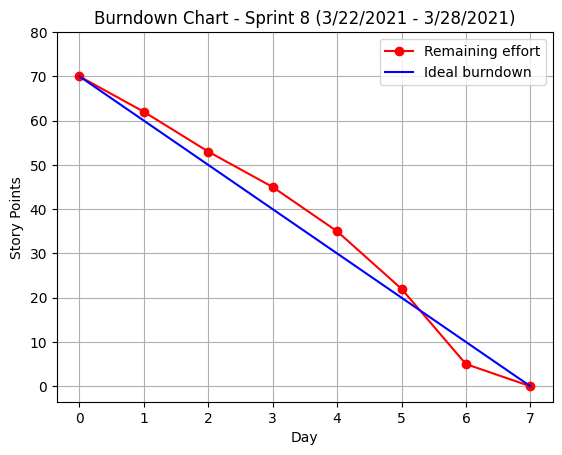 Burndown Chart - Sprint 8 (3/22/2021 - 3/28/2021)
Remaining effort
Ideal burndown
Story Points
80
70
60
50
40
30
20
10
0
0 1 2 3 4 5 6 7
Day